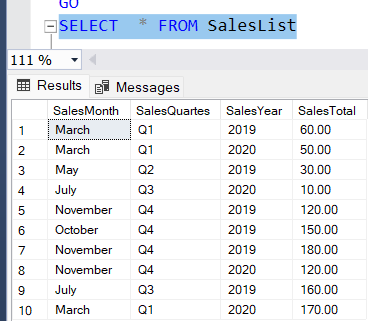 GO
SELECT * FROM SalesList
111 %
Results Messages
SalesMonth SalesQuartes SalesYear SalesTotal
1 March Q1 2019 60.00
2 March Q1 2020 50.00
3 May Q2 2019 30.00
4 July Q3 2020 10.00
5 November Q4 2019 120.00
6 October Q4 2019 150.00
7 November Q4 2019 180.00
8 November Q4 2020 120.00
9 July Q3 2019 160.00
10 March Q1 2020 170.00